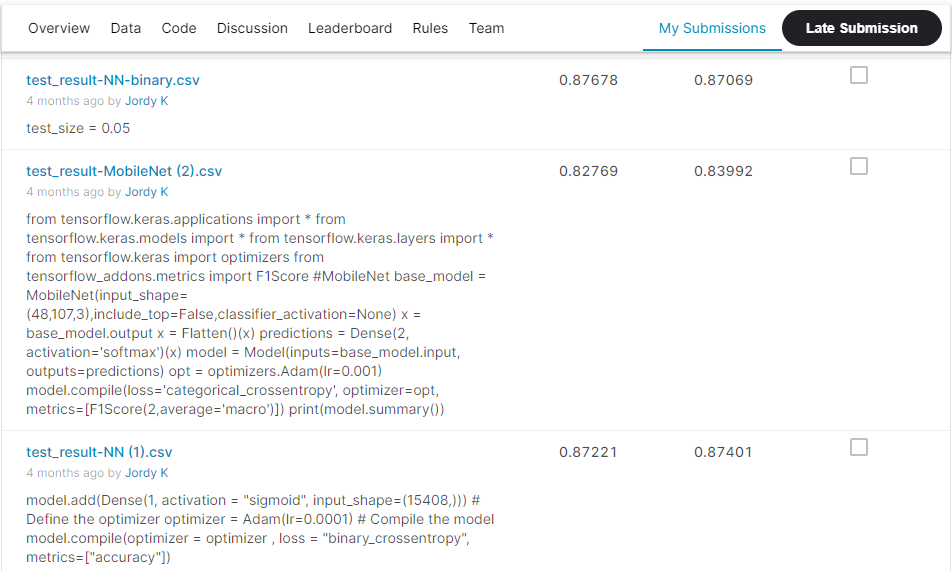 Overview Data Code Discussion Leaderboard Rules Team My Submissions Late Submission
test_result-NN-binary.csv 0.87678 0.87069
4 months ago by Jordy K
test_size = 0.05
test_result-MobileNet (2).csv 0.82769 0.83992
4 months ago by Jordy K
from tensorflow.keras.applications import * from
tensorflow.keras.models import * from tensorflow.keras.layers import *
from tensorflow.keras import optimizers from
tensorflow_addons.metrics import F1Score #MobileNet base_model =
MobileNet(input_shape=
(48,107,3),include_top=False,classifier_activation=None) x =
base_model.output x = Flatten()(x) predictions = Dense(2,
activation='softmax')(x) model = Model(inputs=base_model.input,
outputs=predictions) opt = optimizers.Adam(lr=0.001)
model.compile(loss='categorical_crossentropy', optimizer=opt,
metrics=[F1Score(2,average='macro')]) print(model.summary())
test_result-NN (1).csv 0.87221 0.87401
4 months ago by Jordy K
model.add(Dense(1, activation = "sigmoid", input_shape=(15408,))) #
Define the optimizer optimizer = Adam(lr=0.0001) # Compile the model
model.compile(optimizer = optimizer , loss = "binary_crossentropy",
metrics=["accuracy"])